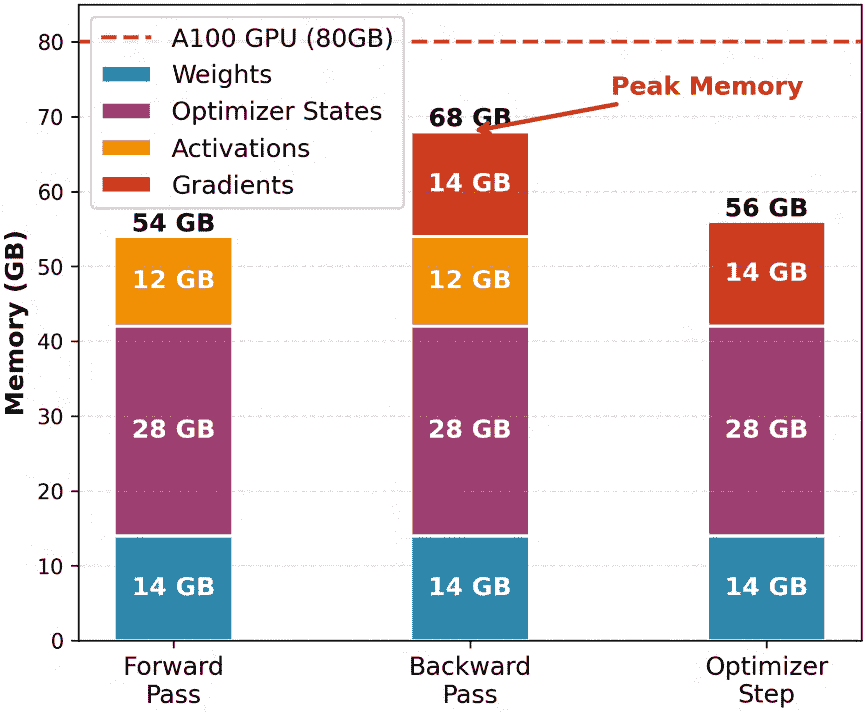 A100 GPU (80GB)
Weights
Optimizer States
Activations
Gradients
Peak Memory
Memory (GB)
80
70
60
50
40
30
20
10
0
54 GB
12 GB
28 GB
14 GB
68 GB
14 GB
12 GB
28 GB
14 GB
56 GB
14 GB
28 GB
14 GB
Forward
Pass
Backward
Pass
Optimizer
Step